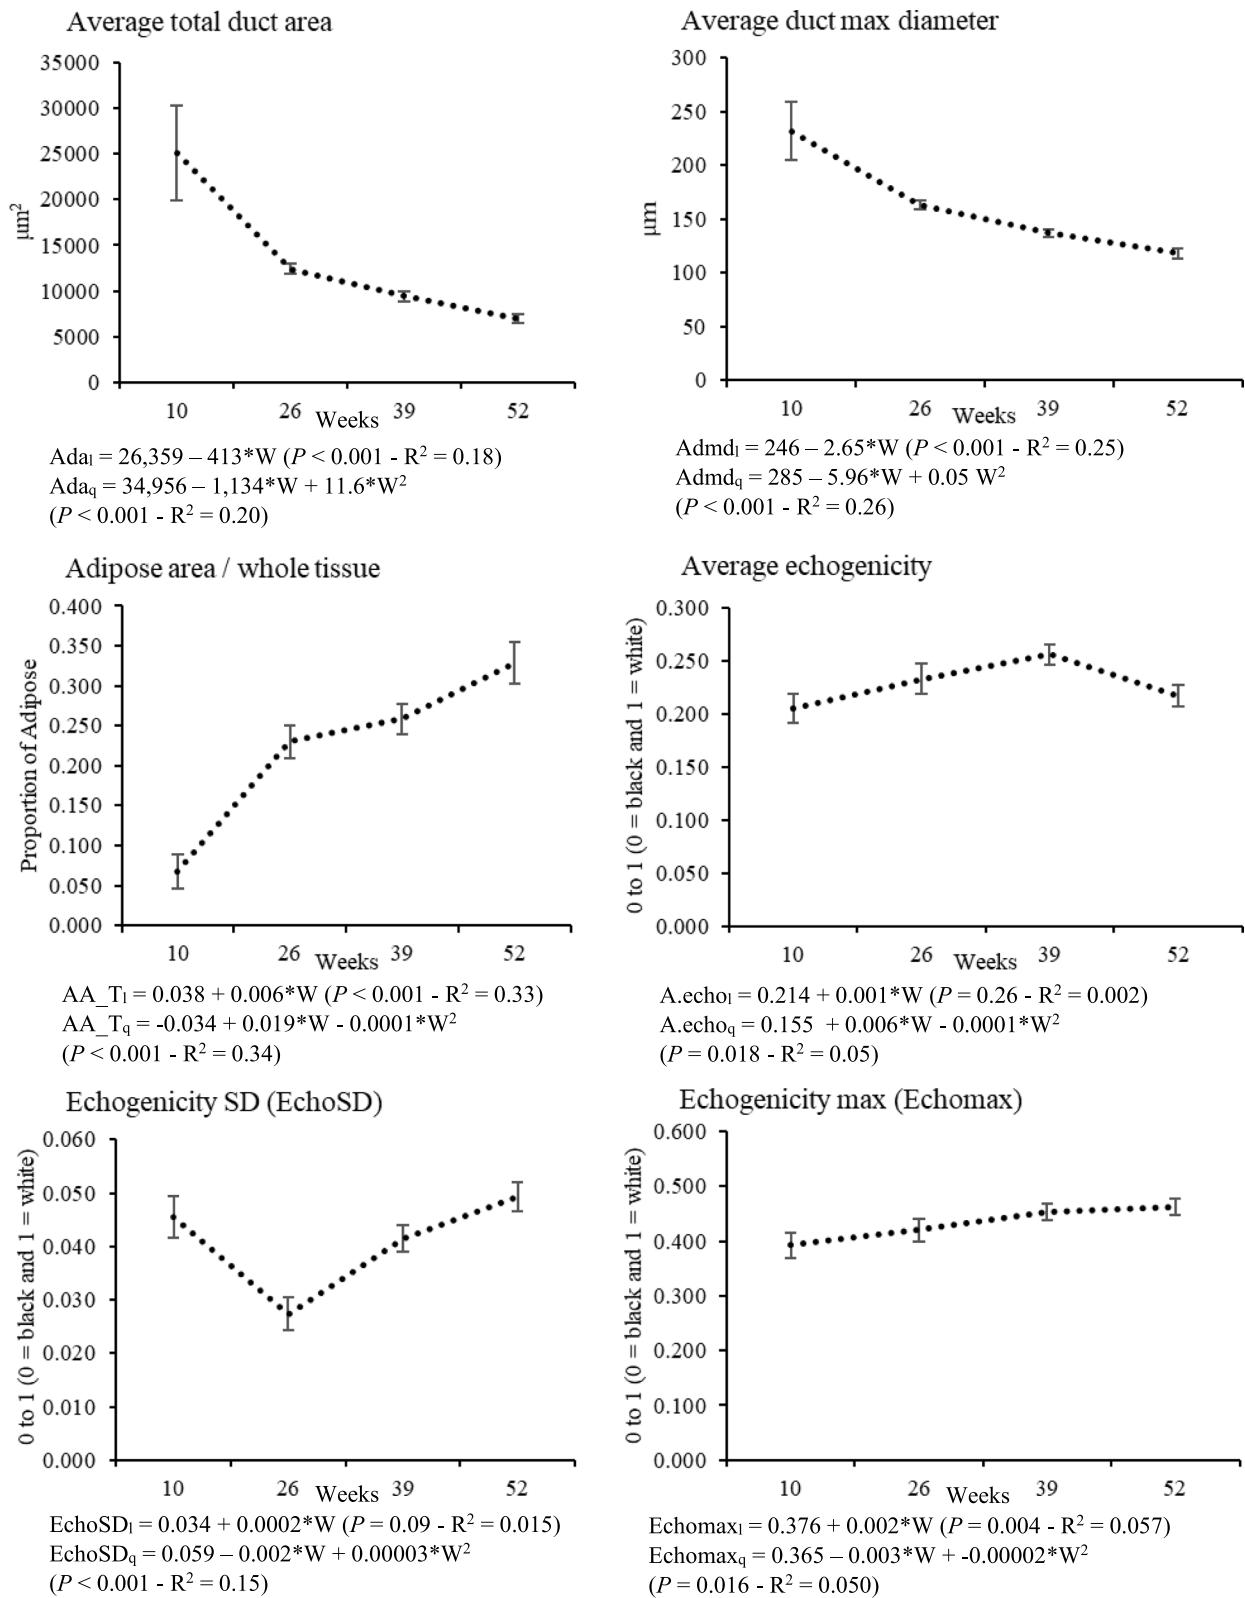 Average total duct area
35000
30000
25000
20000
15000
10000
5000
0
μm²
10 26 39 52
Weeks
Adaₗ = 26,359 – 413*W (P < 0.001 - R² = 0.18)
Ada_q = 34,956 – 1,134*W + 11.6*W²
(P < 0.001 - R² = 0.20)
Average duct max diameter
300
250
200
150
100
50
0
μm
10 26 39 52
Weeks
Admdₗ = 246 – 2.65*W (P < 0.001 - R² = 0.25)
Admd_q = 285 – 5.96*W + 0.05 W²
(P < 0.001 - R² = 0.26)
Adipose area / whole tissue
0.400
0.350
0.300
0.250
0.200
0.150
0.100
0.050
0.000
Proportion of Adipose
10 26 39 52
Weeks
AA_Tₗ = 0.038 + 0.006*W (P < 0.001 - R² = 0.33)
AA_T_q = -0.034 + 0.019*W - 0.0001*W²
(P < 0.001 - R² = 0.34)
Average echogenicity
0.300
0.250
0.200
0.150
0.100
0.050
0.000
0 to 1 (0 = black and 1 = white)
10 26 39 52
Weeks
A.echoₗ = 0.214 + 0.001*W (P = 0.26 - R² = 0.002)
A.echo_q = 0.155 + 0.006*W - 0.0001*W²
(P = 0.018 - R² = 0.05)
Echogenicity SD (EchoSD)
0.060
0.050
0.040
0.030
0.020
0.010
0.000
0 to 1 (0 = black and 1 = white)
10 26 39 52
Weeks
EchoSDₗ = 0.034 + 0.0002*W (P = 0.09 - R² = 0.015)
EchoSD_q = 0.059 – 0.002*W + 0.00003*W²
(P < 0.001 - R² = 0.15)
Echogenicity max (Echomax)
0.600
0.500
0.400
0.300
0.200
0.100
0.000
0 to 1 (0 = black and 1 = white)
10 26 39 52
Weeks
Echomaxₗ = 0.376 + 0.002*W (P = 0.004 - R² = 0.057)
Echomax_q = 0.365 – 0.003*W + -0.00002*W²
(P = 0.016 - R² = 0.050)